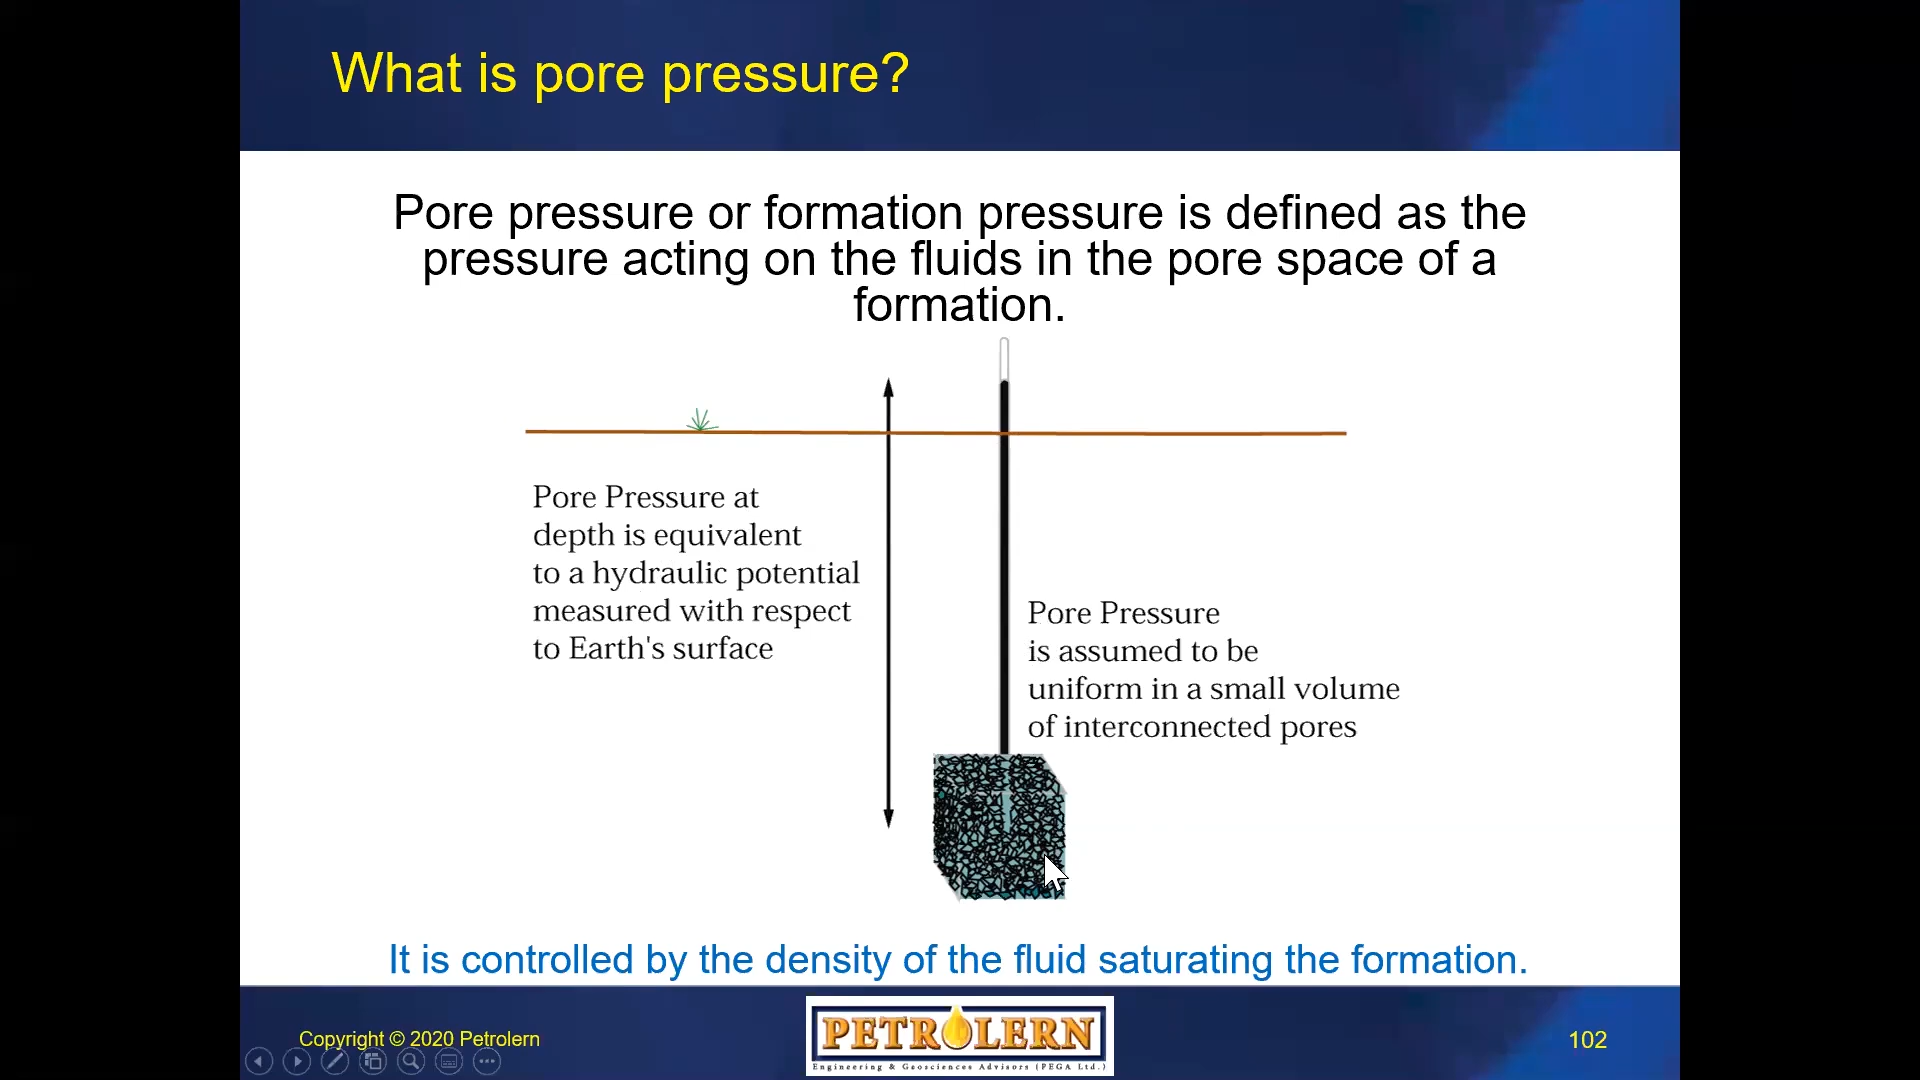 What is pore pressure?
Pore pressure or formation pressure is defined as the
pressure acting on the fluids in the pore space of a
formation.
Pore Pressure at
depth is equivalent
to a hydraulic potential
measured with respect
to Earth's surface
Pore Pressure
is assumed to be
uniform in a small volume
of interconnected pores
It is controlled by the density of the fluid saturating the formation.
Copyright © 2020 Petrolern
PETROLERN
Engineering & Geosciences Advisors (PEGA Ltd.)
102